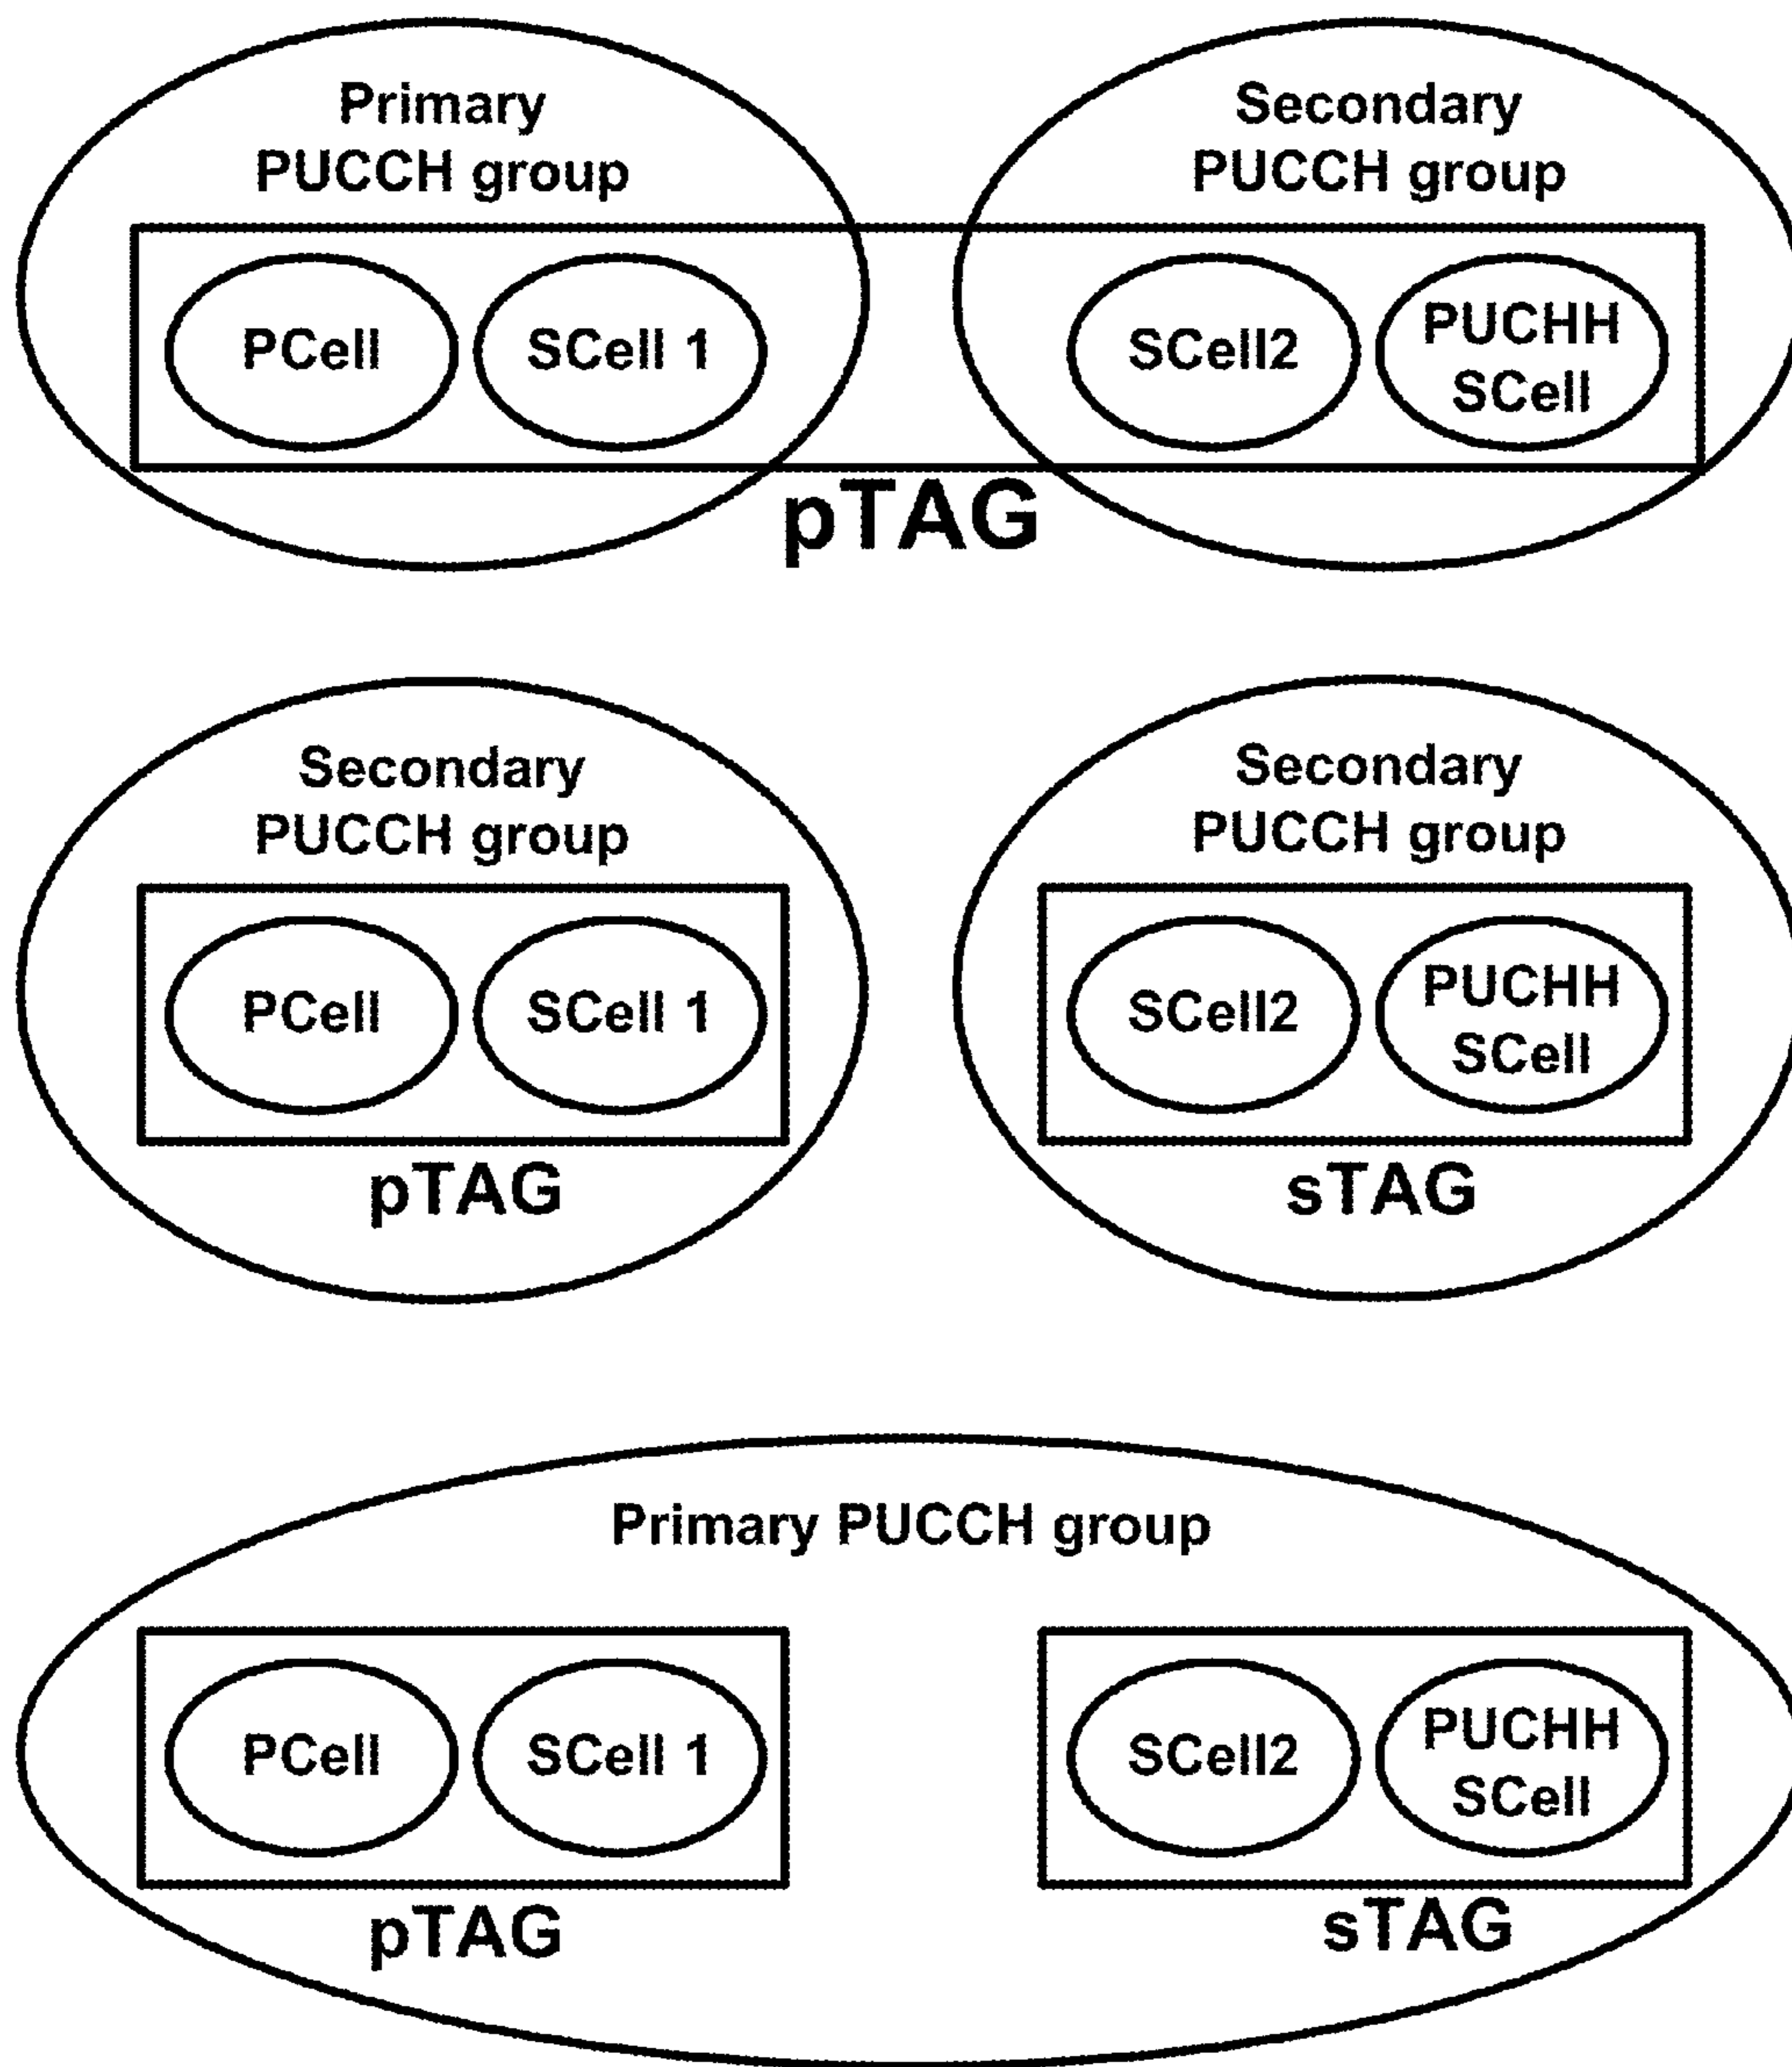 Primary
PUCCH group
Secondary
PUCCH group
PCell
SCell 1
SCell2
PUCHH
SCell
pTAG
Secondary
PUCCH group
Secondary
PUCCH group
PCell
SCell 1
SCell2
PUCHH
SCell
pTAG
sTAG
Primary PUCCH group
PCell
SCell 1
SCell2
PUCHH
SCell
pTAG
sTAG